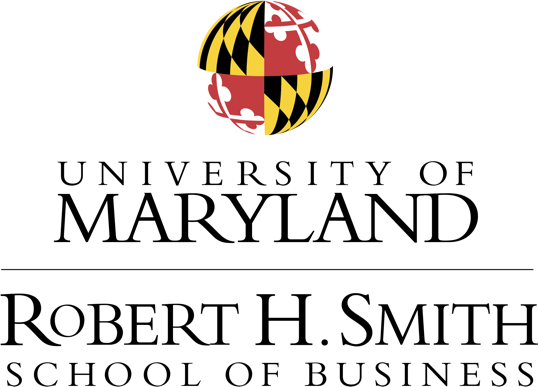 UNIVERSITY OF
MARYLAND
ROBERT H. SMITH
SCHOOL OF BUSINESS